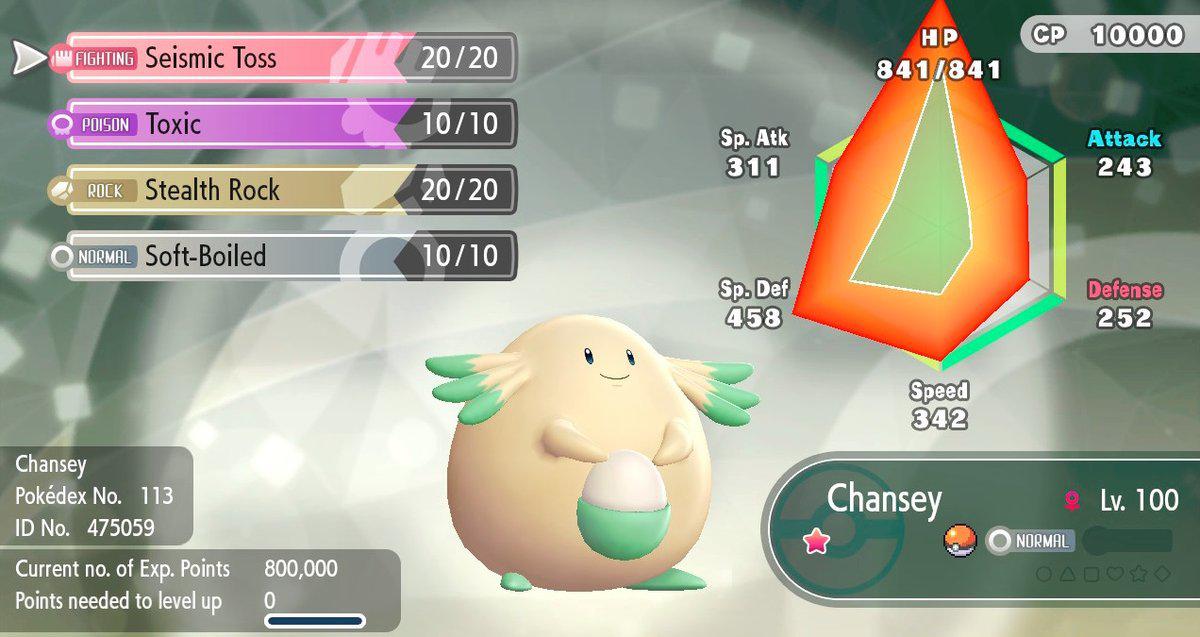 FIGHTING Seismic Toss 20/20
POISON Toxic 10/10
ROCK Stealth Rock 20/20
NORMAL Soft-Boiled 10/10
CP 10000
HP
841/841
Sp. Atk
311
Attack
243
Sp. Def
458
Defense
252
Speed
342
Chansey
Pokédex No. 113
ID No. 475059
Current no. of Exp. Points 800,000
Points needed to level up 0
Chansey ♀ Lv. 100
NORMAL